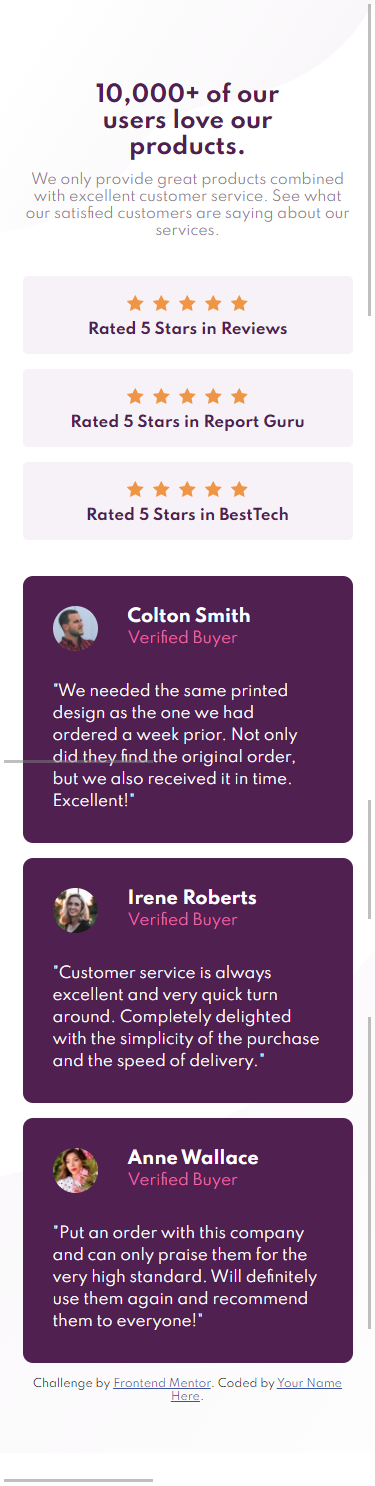 10,000+ of our
users love our
products.
We only provide great products combined
with excellent customer service. See what
our satisfied customers are saying about our
services.
Rated 5 Stars in Reviews
Rated 5 Stars in Report Guru
Rated 5 Stars in BestTech
Colton Smith
Verified Buyer
"We needed the same printed
design as the one we had
ordered a week prior. Not only
did they find the original order,
but we also received it in time.
Excellent!"
Irene Roberts
Verified Buyer
"Customer service is always
excellent and very quick turn
around. Completely delighted
with the simplicity of the purchase
and the speed of delivery."
Anne Wallace
Verified Buyer
"Put an order with this company
and can only praise them for the
very high standard. Will definitely
use them again and recommend
them to everyone!"
Challenge by Frontend Mentor. Coded by Your Name
Here.